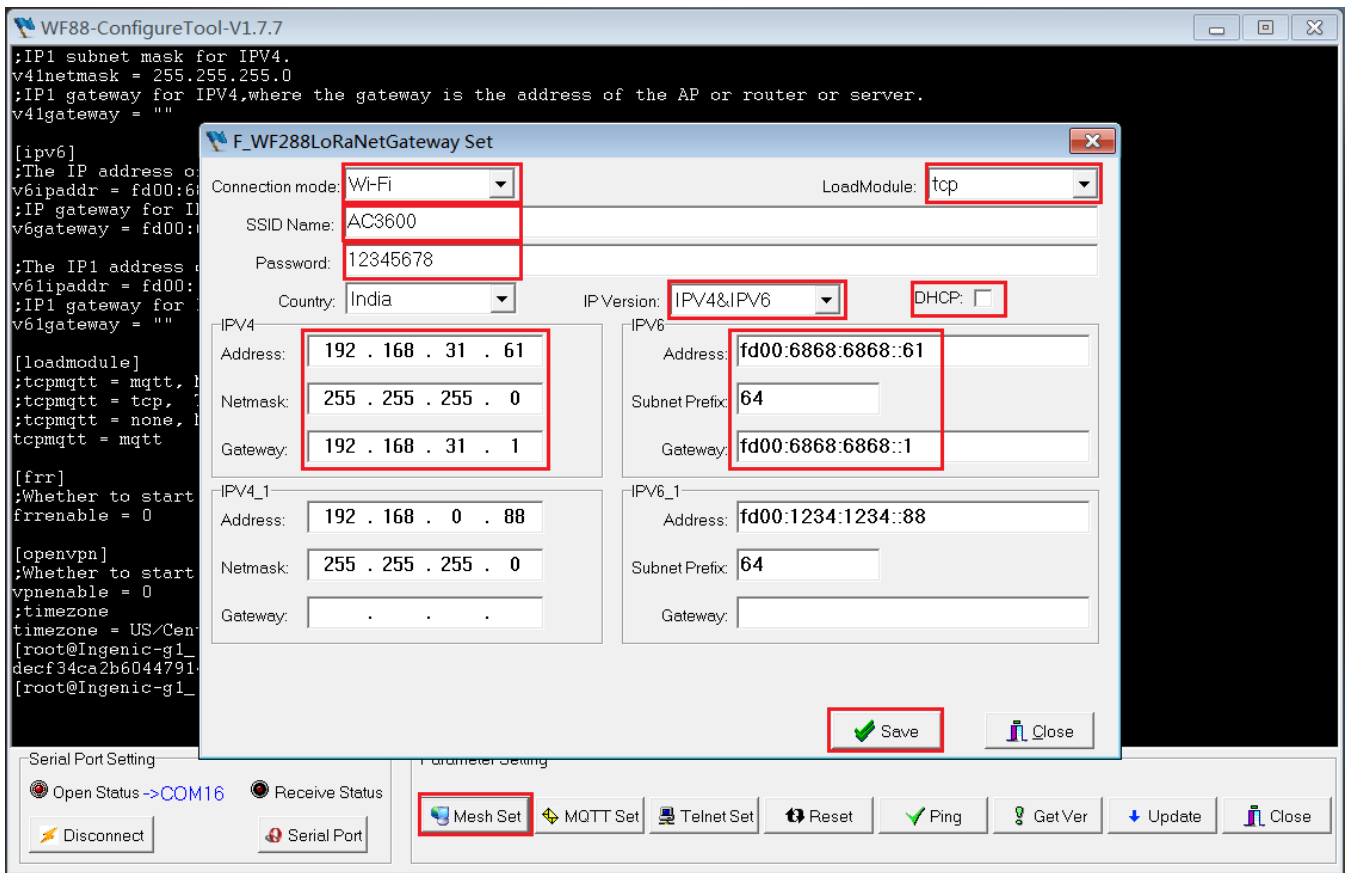 WF88-ConfigureTool-V1.7.7
;IP1 subnet mask for IPV4.
v41netmask = 255.255.255.0
;IP1 gateway for IPV4,where the gateway is the address of the AP or router or server.
v41gateway = ""
[ipv6]
;The IP address o
v6ipaddr = fd00:6
;IP gateway for I
v6gateway = fd00:
;The IP1 address
v61ipaddr = fd00:
;IP1 gateway for
v61gateway = ""
[loadmodule]
;tcpmqtt = mqtt,
;tcpmqtt = tcp,
;tcpmqtt = none,
tcpmqtt = mqtt
[frr]
;Whether to start
frrenable = 0
[openvpn]
;Whether to start
vpnenable = 0
;timezone
timezone = US/Cen
[root@Ingenic-g1_
decf34ca2b6044791
[root@Ingenic-g1_
F_WF288LoRaNetGateway Set
Connection mode: Wi-Fi LoadModule: tcp
SSID Name: AC3600
Password: 12345678
Country: India IP Version: IPV4&IPV6 DHCP:
IPV4 IPV6
Address: 192 . 168 . 31 . 61 Address: fd00:6868:6868::61
Netmask: 255 . 255 . 255 . 0 Subnet Prefix: 64
Gateway: 192 . 168 . 31 . 1 Gateway: fd00:6868:6868::1
IPV4_1 IPV6_1
Address: 192 . 168 . 0 . 88 Address: fd00:1234:1234::88
Netmask: 255 . 255 . 255 . 0 Subnet Prefix: 64
Gateway: . . . Gateway:
Save Close
Serial Port Setting Parameter Setting
Open Status ->COM16 Receive Status
Disconnect Serial Port
Mesh Set MQTT Set Telnet Set Reset Ping Get Ver Update Close